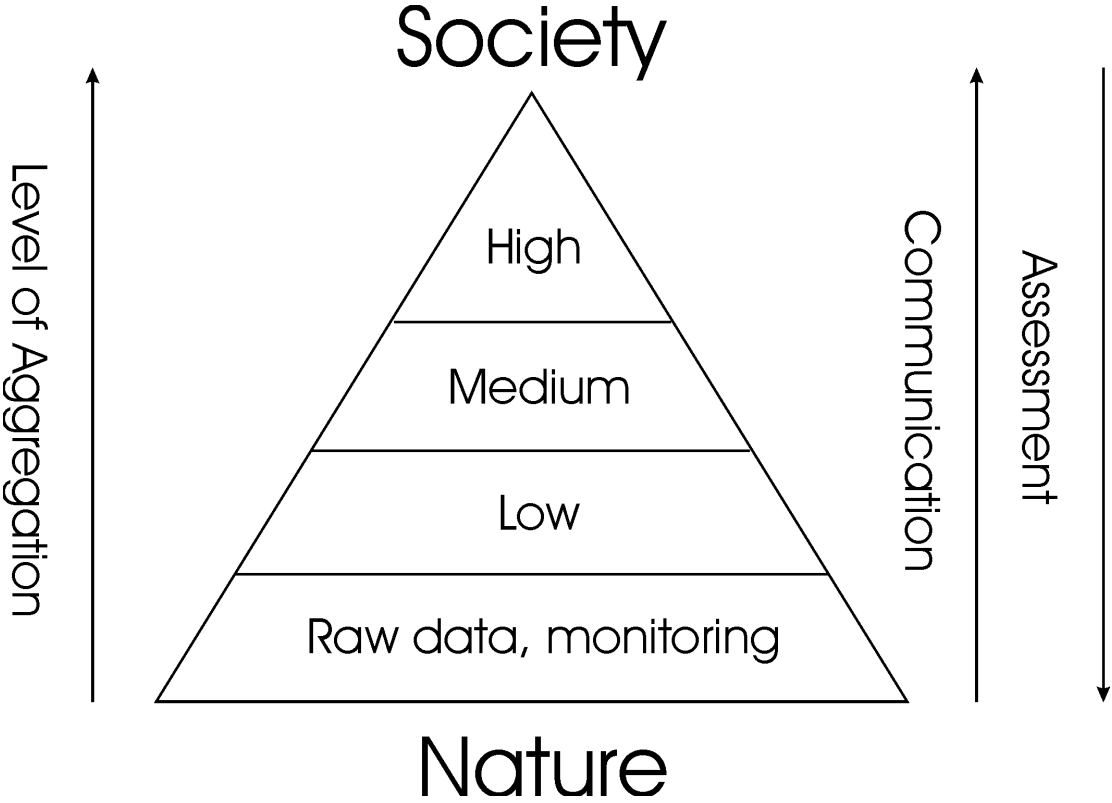 Society
Level of Aggregation
High
Medium
Low
Raw data, monitoring
Communication
Assessment
Nature